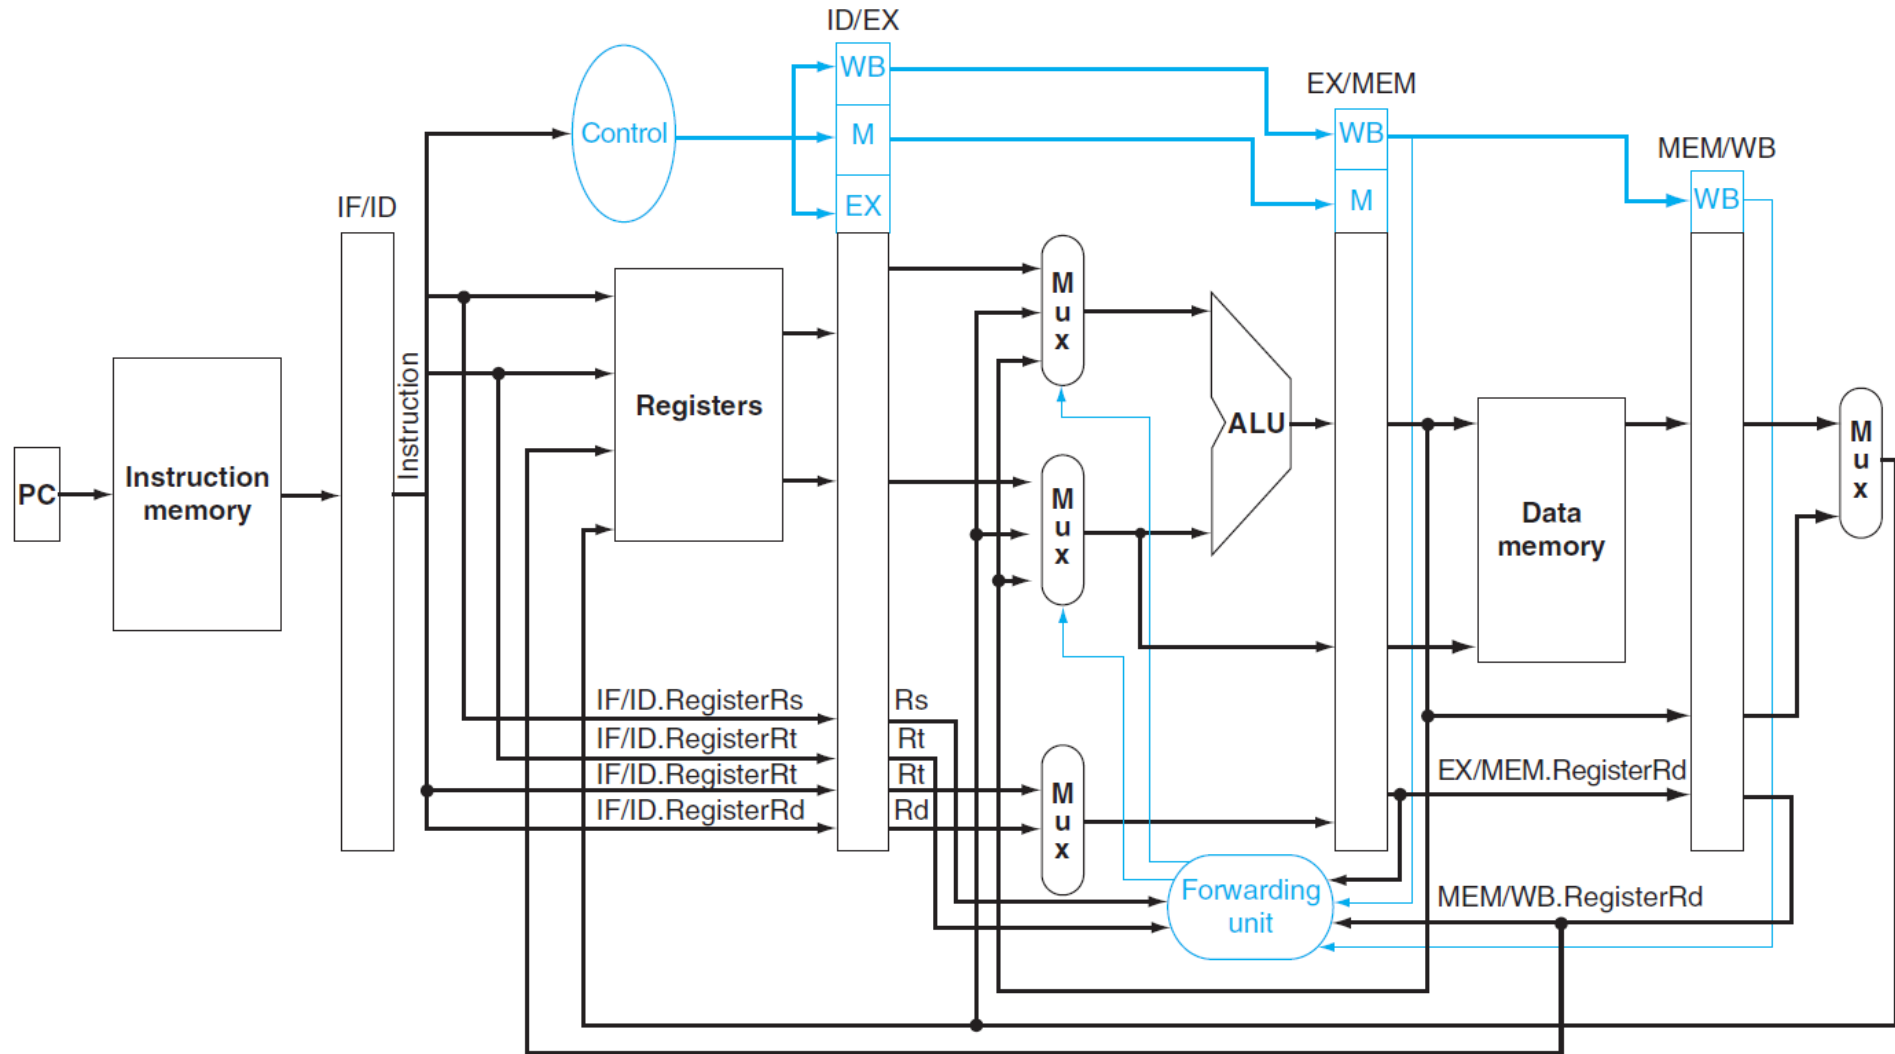 ID/EX
WB
EX/MEM
Control
M
WB
MEM/WB
IF/ID
EX
M
WB
M
u
x
Instruction
Registers
ALU
M
u
x
PC
Instruction
memory
M
u
x
Data
memory
IF/ID.RegisterRs
Rs
IF/ID.RegisterRt
Rt
IF/ID.RegisterRt
Rt
EX/MEM.RegisterRd
IF/ID.RegisterRd
Rd
M
u
x
Forwarding
unit
MEM/WB.RegisterRd